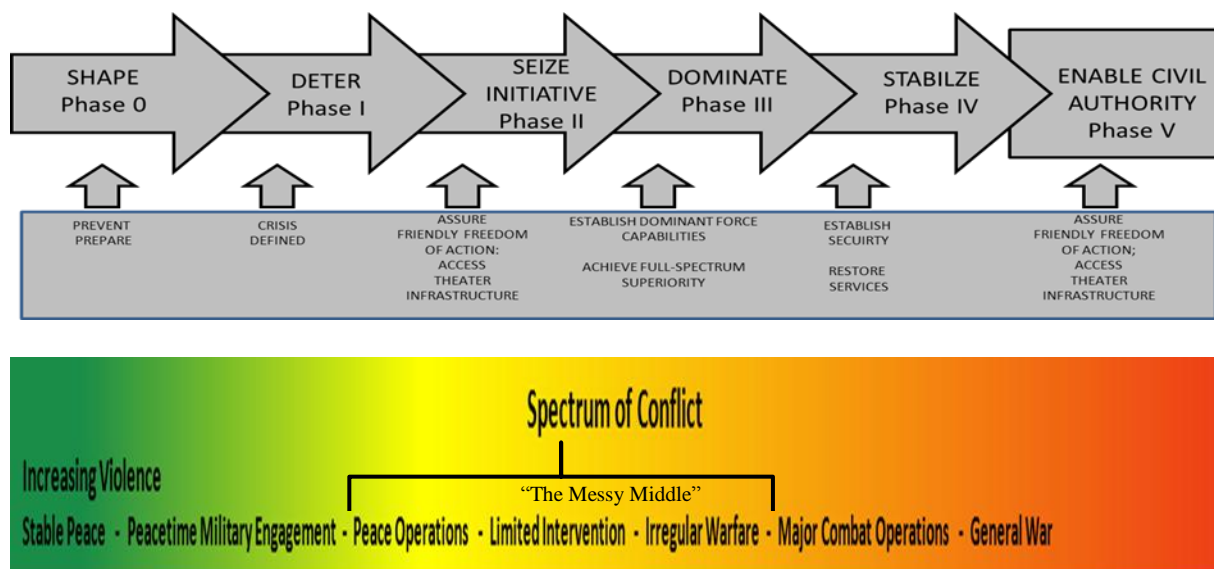 SHAPE
Phase 0
DETER
Phase I
SEIZE
INITIATIVE
Phase II
DOMINATE
Phase III
STABILZE
Phase IV
ENABLE CIVIL
AUTHORITY
Phase V
PREVENT
PREPARE
CRISIS
DEFINED
ASSURE
FRIENDLY FREEDOM
OF ACTION:
ACCESS
THEATER
INFRASTRUCTURE
ESTABLISH DOMINANT FORCE
CAPABILITIES
ACHIEVE FULL-SPECTRUM
SUPERIORITY
ESTABLISH
SECUIRTY
RESTORE
SERVICES
ASSURE
FRIENDLY FREEDOM
OF ACTION;
ACCESS
THEATER
INFRASTRUCTURE
Spectrum of Conflict
Increasing Violence
“The Messy Middle”
Stable Peace - Peacetime Military Engagement - Peace Operations - Limited Intervention - Irregular Warfare - Major Combat Operations - General War